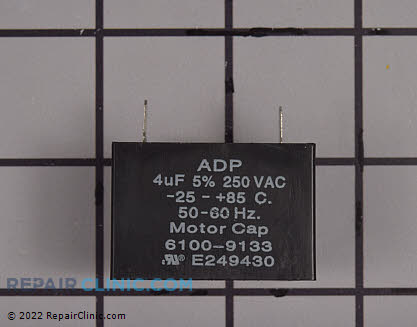 ADP
4uF 5% 250 VAC
-25 - +85 C.
50-60 Hz.
Motor Cap
6100-9133
E249430
REPAIRCLINIC.COM
© 2022 RepairClinic.com